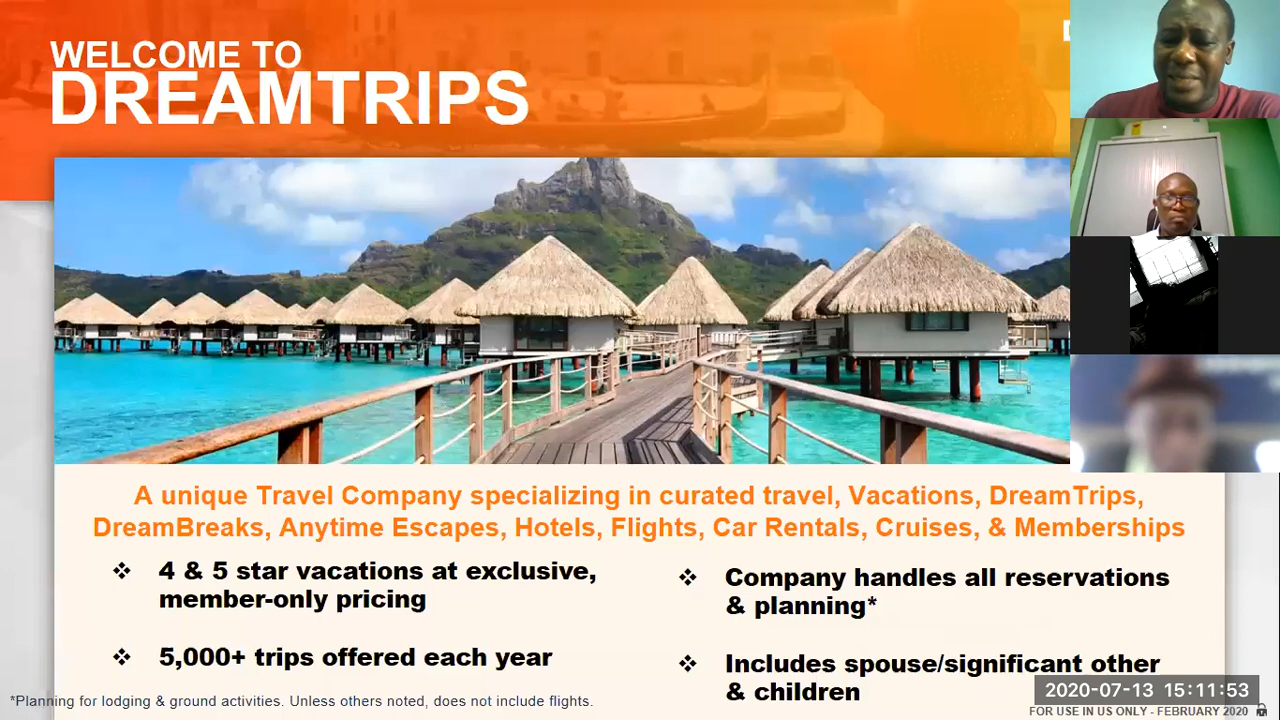 WELCOME TO
DREAMTRIPS
A unique Travel Company specializing in curated travel, Vacations, DreamTrips,
DreamBreaks, Anytime Escapes, Hotels, Flights, Car Rentals, Cruises, & Memberships
❖ 4 & 5 star vacations at exclusive,
member-only pricing
❖ 5,000+ trips offered each year
❖ Company handles all reservations
& planning*
❖ Includes spouse/significant other
& children
*Planning for lodging & ground activities. Unless others noted, does not include flights.
2020-07-13 15:11:53
FOR USE IN US ONLY - FEBRUARY 2020